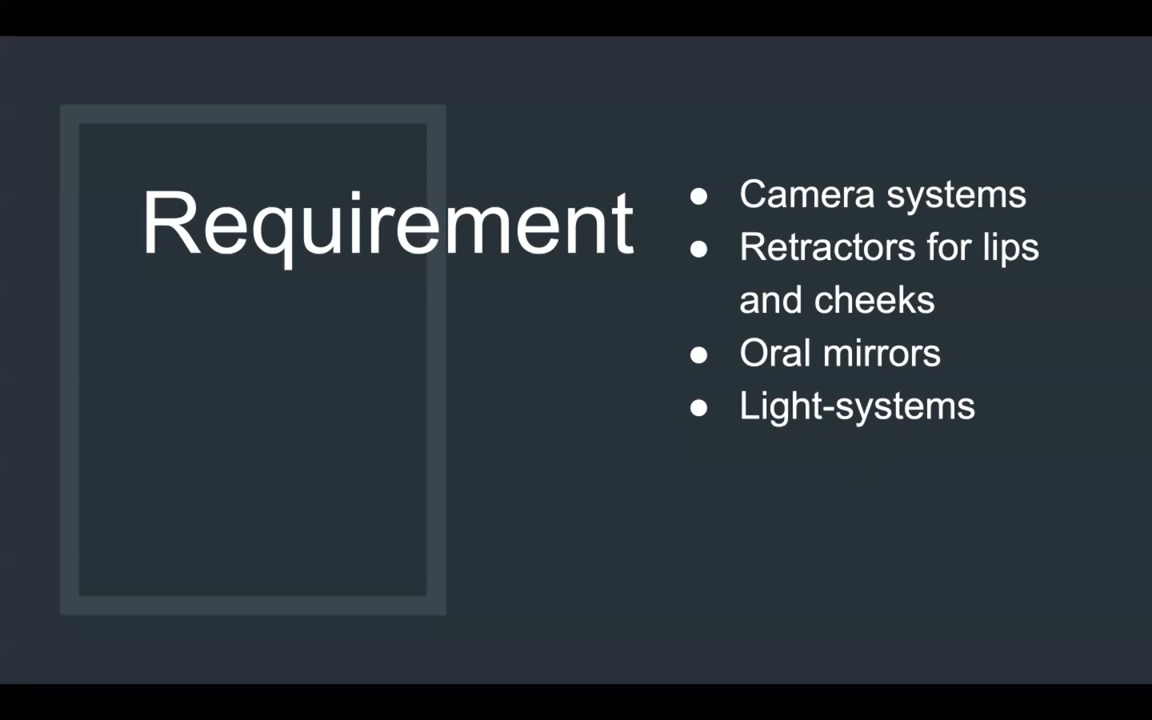 Requirement
● Camera systems
● Retractors for lips
and cheeks
● Oral mirrors
● Light-systems